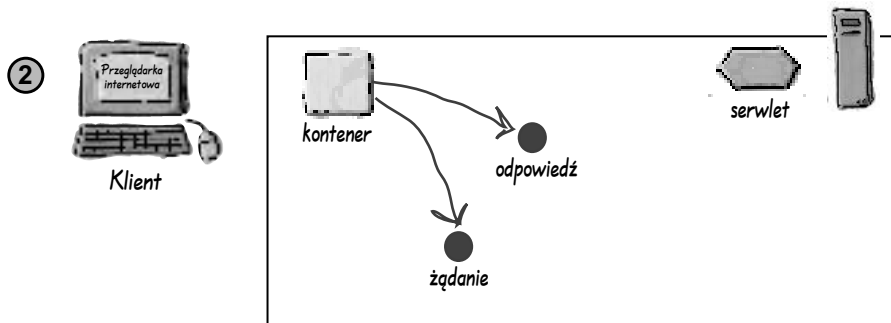 2
Przeglądarka
internetowa
Klient
kontener
odpowiedź
żądanie
serwlet